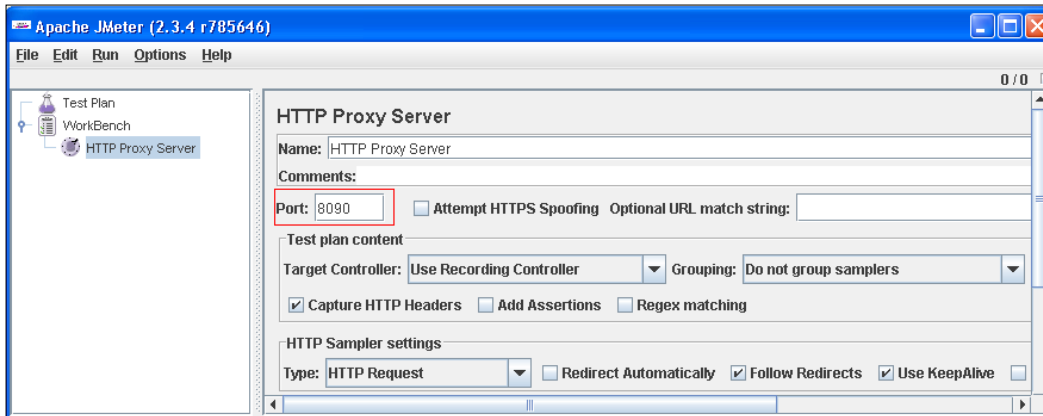 Apache JMeter (2.3.4 r785646)
File Edit Run Options Help
0 / 0
Test Plan
WorkBench
HTTP Proxy Server
HTTP Proxy Server
Name: HTTP Proxy Server
Comments:
Port: 8090 Attempt HTTPS Spoofing Optional URL match string:
Test plan content
Target Controller: Use Recording Controller Grouping: Do not group samplers
Capture HTTP Headers Add Assertions Regex matching
HTTP Sampler settings
Type: HTTP Request Redirect Automatically Follow Redirects Use KeepAlive